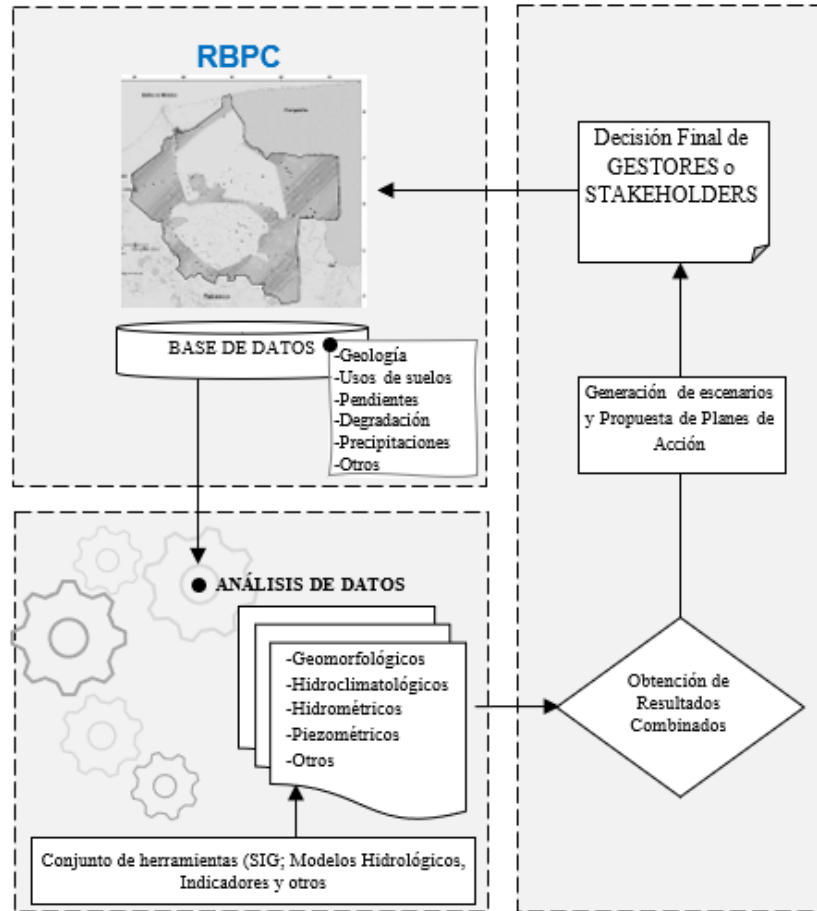 RBPC
Campeche
Tabasco
BASE DE DATOS
-Geología
-Usos de suelos
-Pendientes
-Degradación
-Precipitaciones
-Otros
ANÁLISIS DE DATOS
-Geomorfológicos
-Hidroclimatológicos
-Hidrométricos
-Piezométricos
-Otros
Conjunto de herramientas (SIG; Modelos Hidrológicos,
Indicadores y otros
Obtención de
Resultados
Combinados
Generación de escenarios
y Propuesta de Planes de
Acción
Decisión Final de
GESTORES o
STAKEHOLDERS